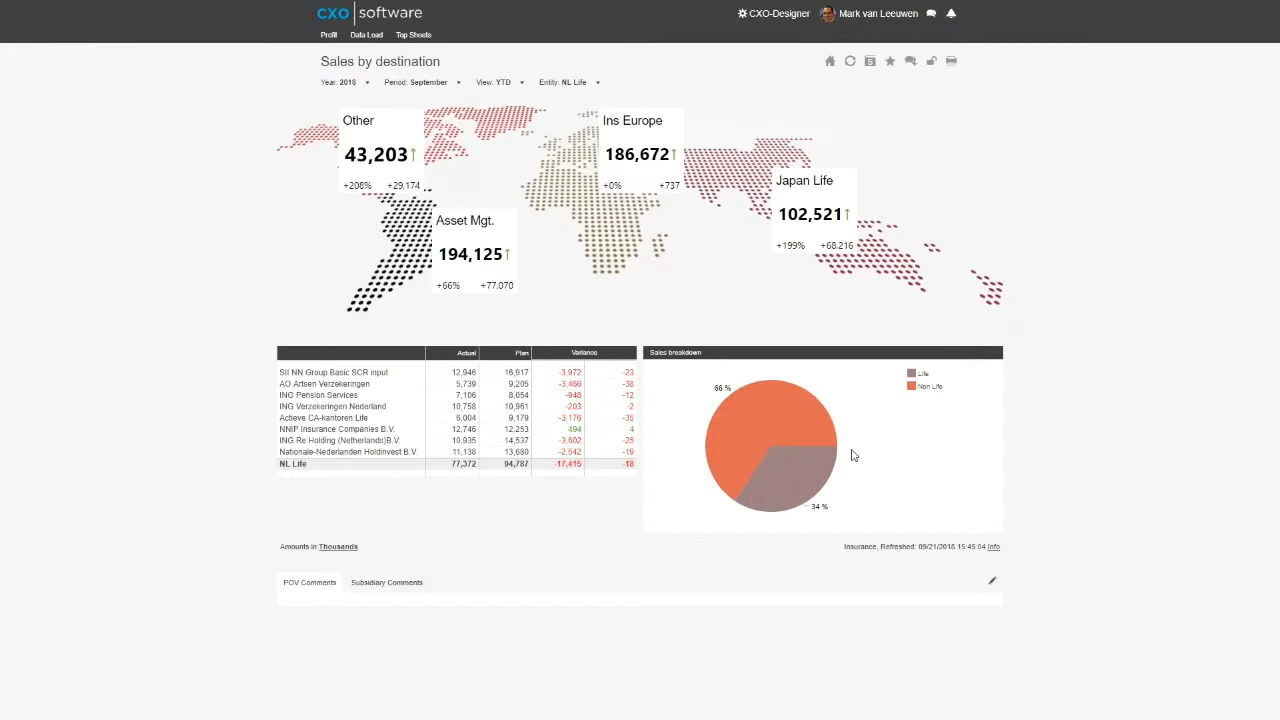 CXO software
CXO-Designer Mark van Leeuwen
Profit Data Load Top Sheets
Sales by destination
Year: 2018 Period: September View: YTD Entity: NL Life
Other
43,203↑
+208% +29.174
Ins Europe
186,672↑
+0% +737
Japan Life
102,521↑
+199% +68.216
Asset Mgt.
194,125↑
+66% +77.070
Actual Plan Variance
SII NN Group Basic SCR input 12,946 16,917 -3,972 -23
AO Artsen Verzekeringen 5,739 9,205 -3,466 -38
ING Pension Services 7,106 8,054 -948 -12
ING Verzekeringen Nederland 10,758 10,961 -203 -2
Actieve CA-kantoren Life 6,004 9,179 -3,176 -35
NNIP Insurance Companies B.V. 12,746 12,253 494 4
ING Re Holding (Netherlands)B.V. 10,935 14,537 -3,602 -25
Nationale-Nederlanden Holdinvest B.V. 11,138 13,680 -2,542 -19
NL Life 77,372 94,787 -17,415 -18
Sales breakdown
Life
Non Life
66 %
34 %
Amounts in Thousands
Insurance, Refreshed: 09/21/2018 15:45:04 Info
POV Comments Subsidiary Comments